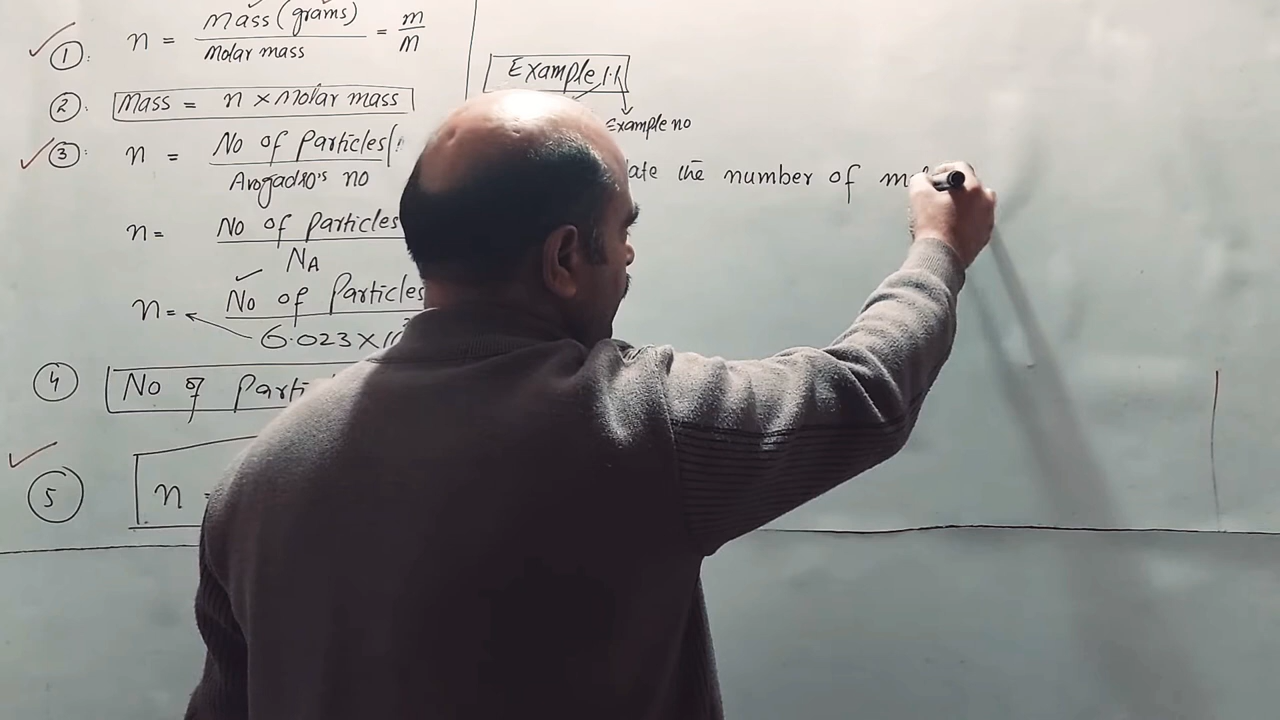 ①: n = Mass (grams) / Molar mass = m / M
②: Mass = n × Molar mass
③: n = No of Particles / Avogadro's no
n = No of Particles / NA
n = No of Particles / 6.023 × 10
④ No of Parti
⑤ n =
Example 1.1
Example no
ate the number of mo